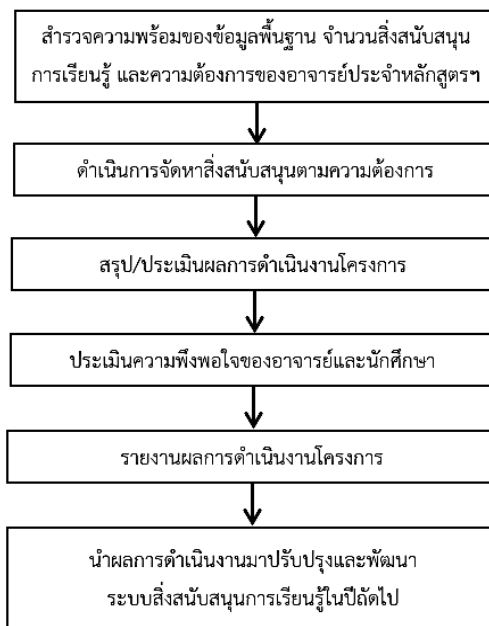 สำรวจความพร้อมของข้อมูลพื้นฐาน จำนวนสิ่งสนับสนุน
การเรียนรู้ และความต้องการของอาจารย์ประจำหลักสูตรฯ
ดำเนินการจัดหาสิ่งสนับสนุนตามความต้องการ
สรุป/ประเมินผลการดำเนินงานโครงการ
ประเมินความพึงพอใจของอาจารย์และนักศึกษา
รายงานผลการดำเนินงานโครงการ
นำผลการดำเนินงานมาปรับปรุงและพัฒนา
ระบบสิ่งสนับสนุนการเรียนรู้ในปีถัดไป